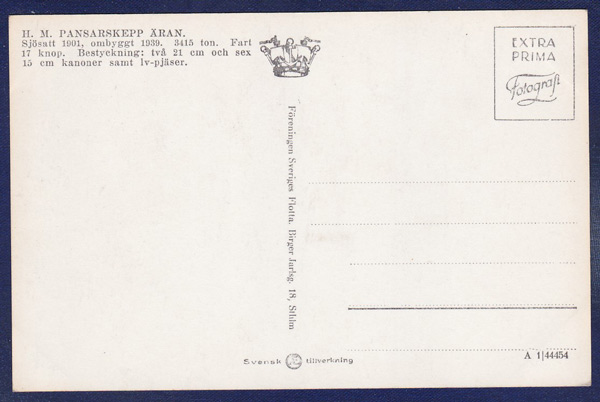 H. M. PANSARSKEPP ÄRAN.
Sjösatt 1901, ombyggt 1939. 3415 ton. Fart
17 knop. Bestyckning: två 21 cm och sex
15 cm kanoner samt lv-pjäser.
EXTRA
PRIMA
Fotografi
Föreningen Sveriges Flotta. Birger Jarlsg. 18, Sthlm
Svensk tillverkning
A 1|44454